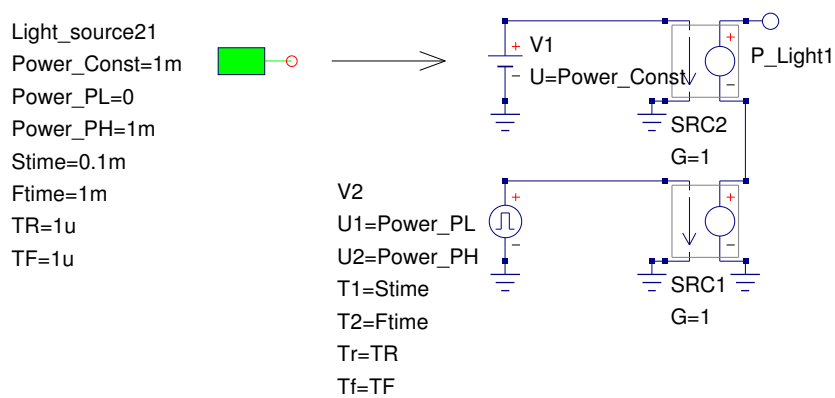 Light_source21
Power_Const=1m
Power_PL=0
Power_PH=1m
Stime=0.1m
Ftime=1m
TR=1u
TF=1u
V1
U=Power_Const
P_Light1
SRC2
G=1
V2
U1=Power_PL
U2=Power_PH
T1=Stime
T2=Ftime
Tr=TR
Tf=TF
SRC1
G=1